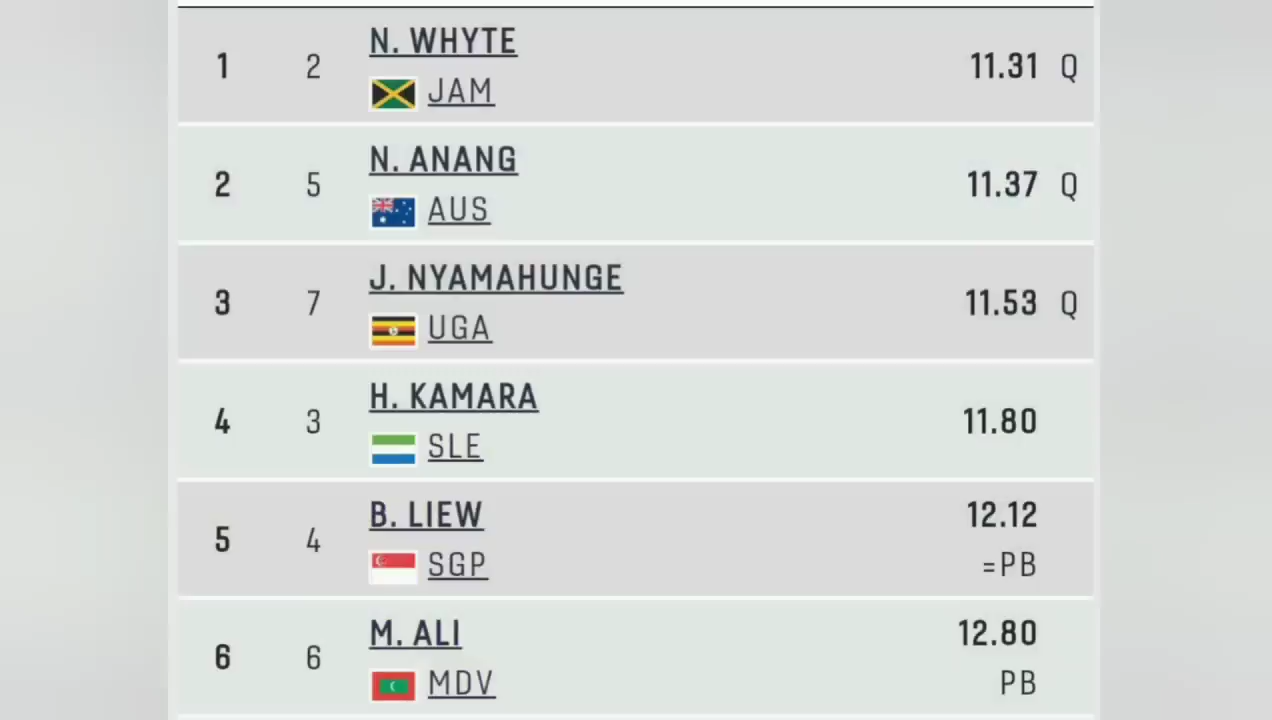 1 2 N. WHYTE 11.31 Q
JAM
2 5 N. ANANG 11.37 Q
AUS
3 7 J. NYAMAHUNGE 11.53 Q
UGA
4 3 H. KAMARA 11.80
SLE
5 4 B. LIEW 12.12
SGP =PB
6 6 M. ALI 12.80
MDV PB